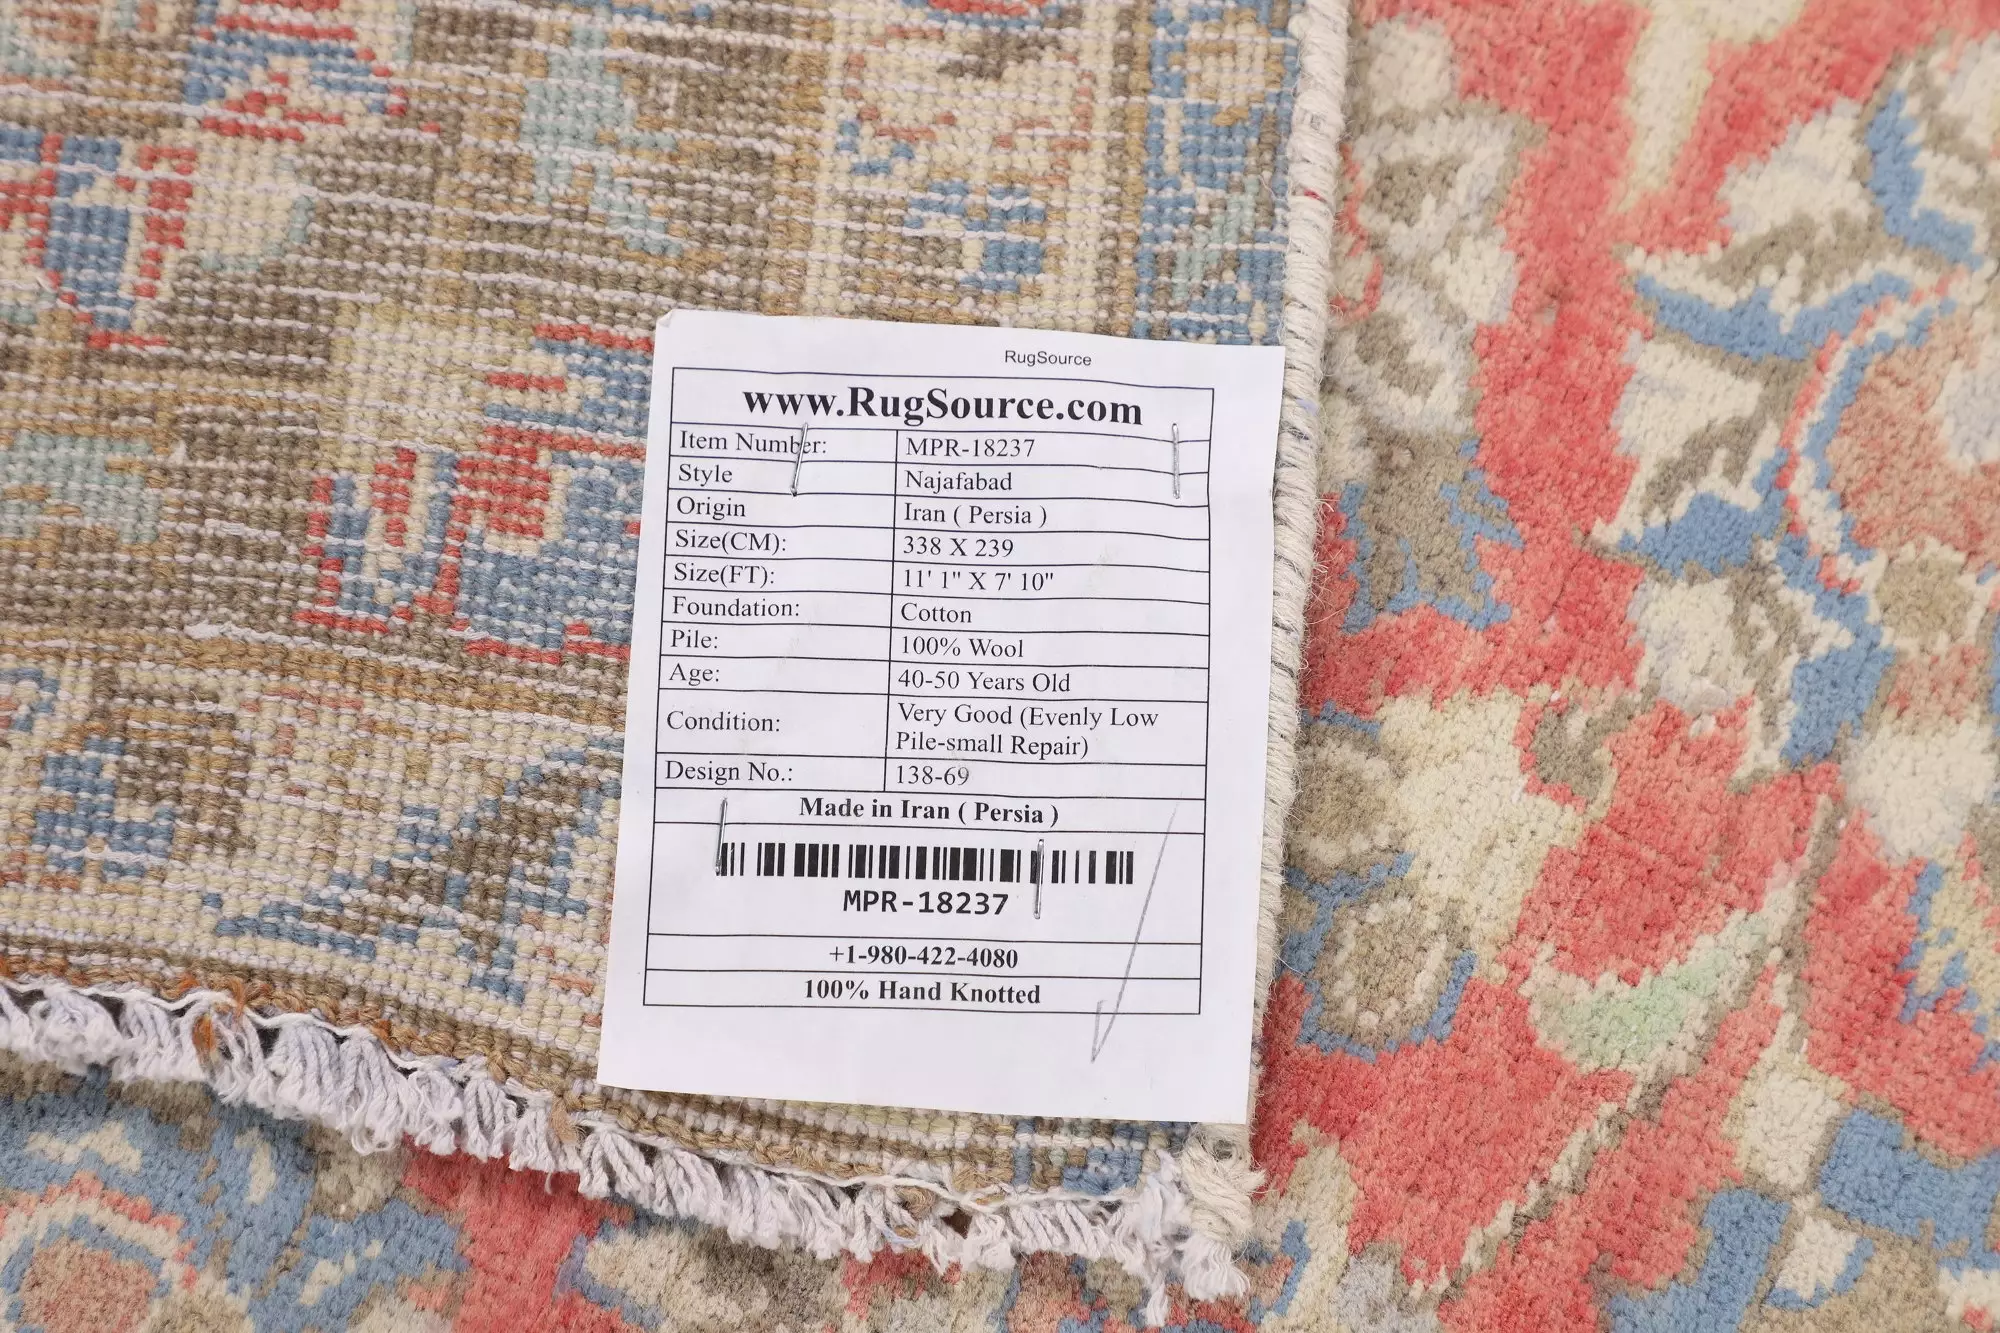 RugSource
www.RugSource.com
Item Number: MPR-18237
Style Najafabad
Origin Iran ( Persia )
Size(CM): 338 X 239
Size(FT): 11' 1" X 7' 10"
Foundation: Cotton
Pile: 100% Wool
Age: 40-50 Years Old
Condition: Very Good (Evenly Low
Pile-small Repair)
Design No.: 138-69
Made in Iran ( Persia )
MPR-18237
+1-980-422-4080
100% Hand Knotted